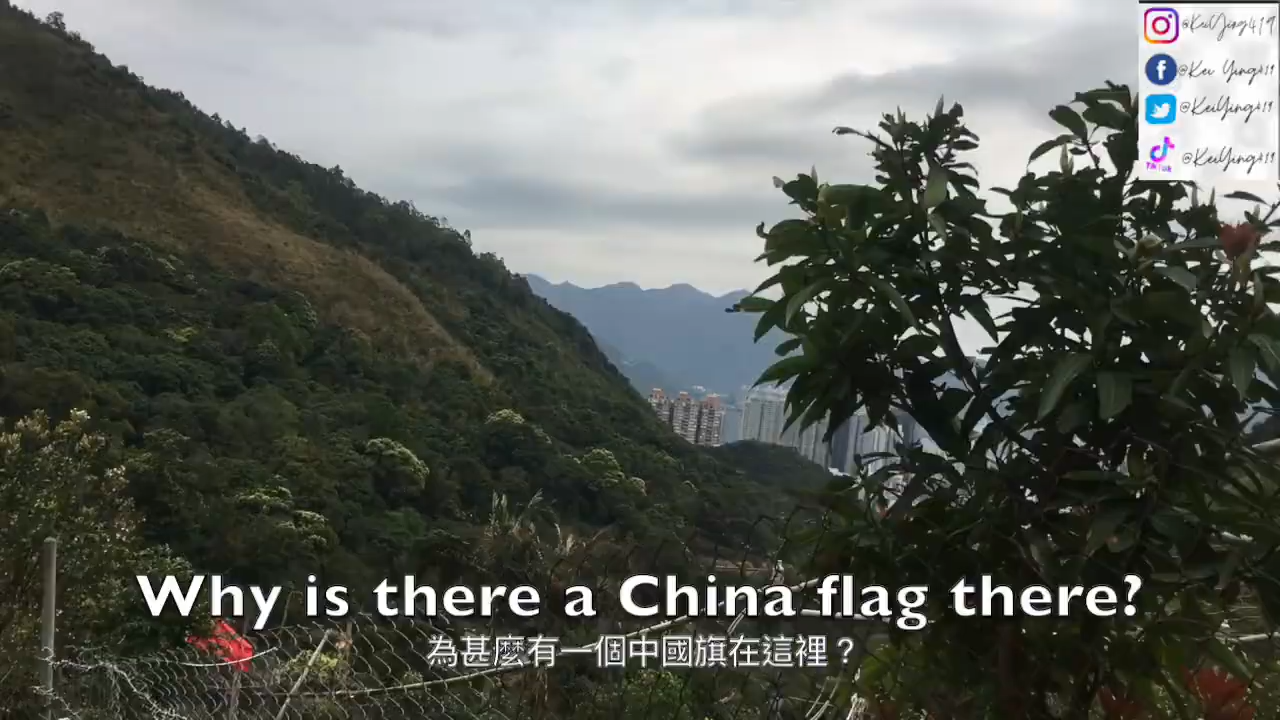 @KeiYing419
@Kei Ying419
@KeiYing419
TikTok
@KeiYing419
Why is there a China flag there?
為甚麼有一個中國旗在這裡？